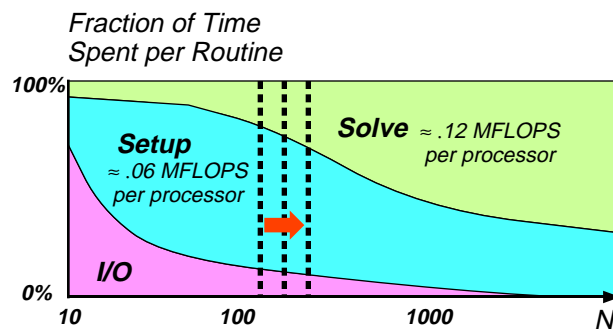 Fraction of Time
Spent per Routine
100%
Solve ≈ .12 MFLOPS
per processor
Setup
≈ .06 MFLOPS
per processor
I/O
0%
10 100 1000 N